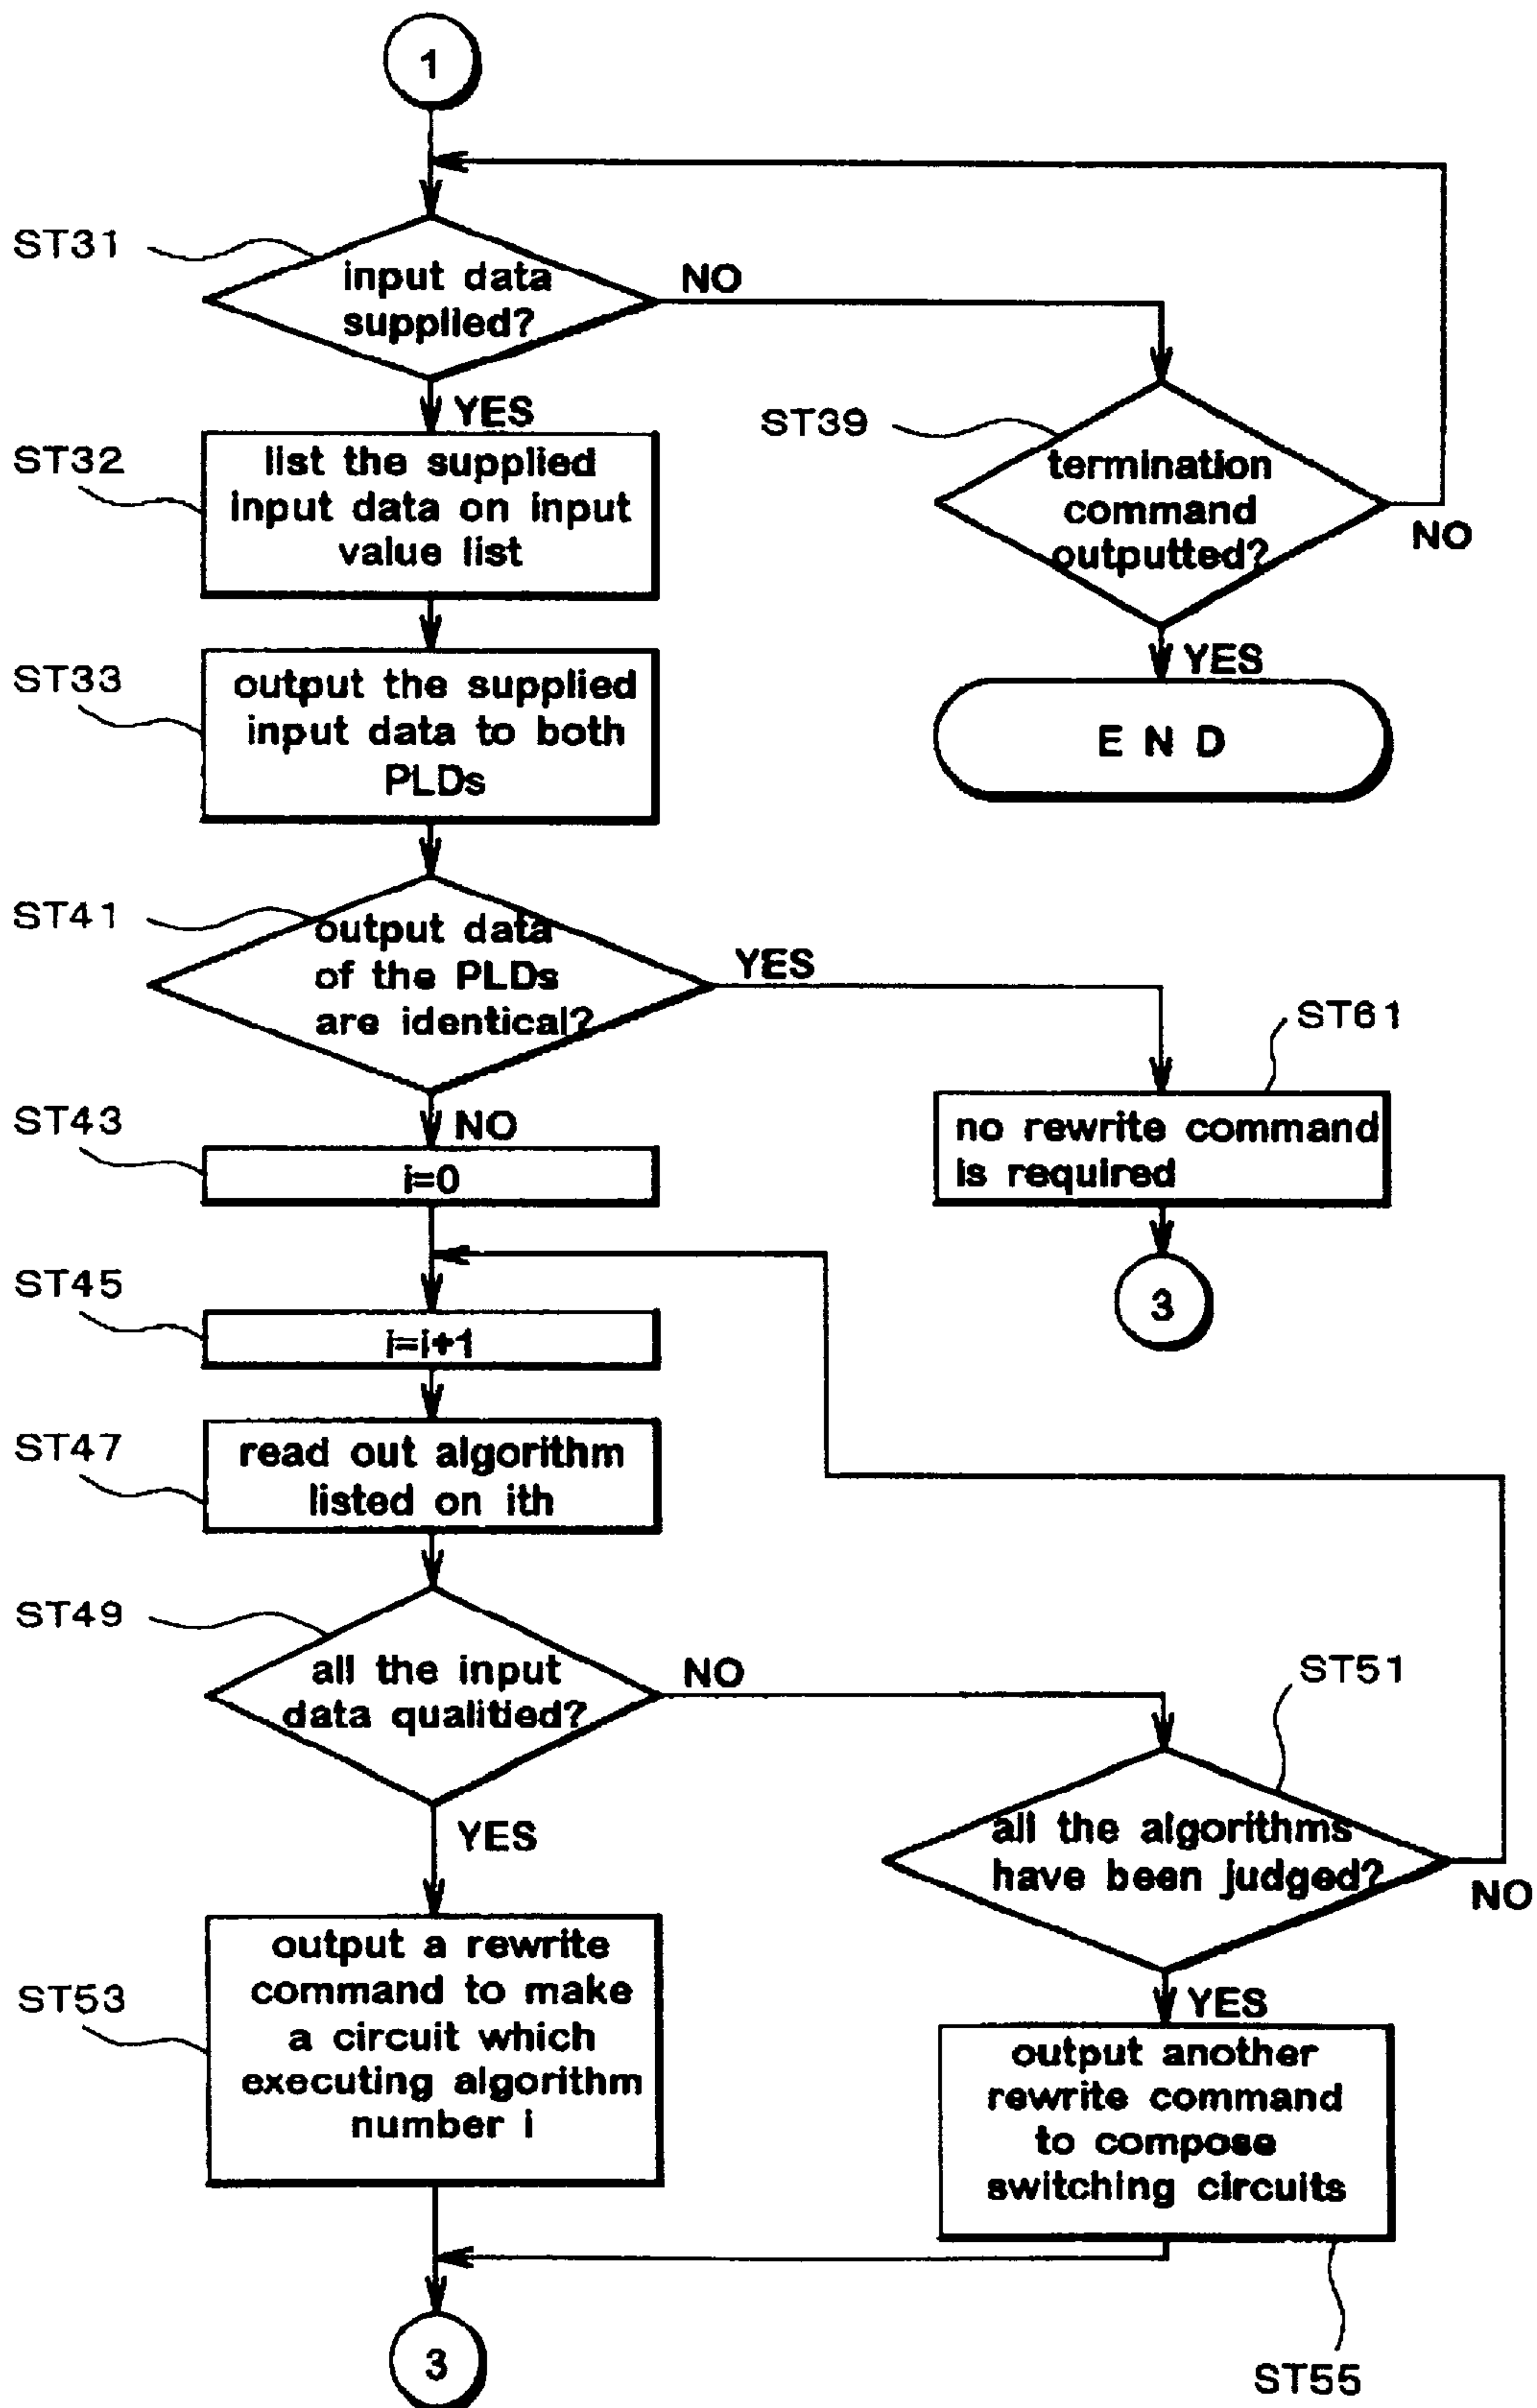 1
ST31
input data
supplied?
NO
YES
ST32
list the supplied
input data on input
value list
ST39
termination
command
outputted?
NO
YES
E N D
ST33
output the supplied
input data to both
PLDs
ST41
output data
of the PLDs
are identical?
YES
NO
ST61
no rewrite command
is required
3
ST43
i=0
ST45
i=i+1
ST47
read out algorithm
listed on ith
ST49
all the input
data qualitied?
NO
YES
ST51
all the algorithms
have been judged?
NO
YES
ST53
output a rewrite
command to make
a circuit which
executing algorithm
number i
output another
rewrite command
to compose
switching circuits
ST55
3